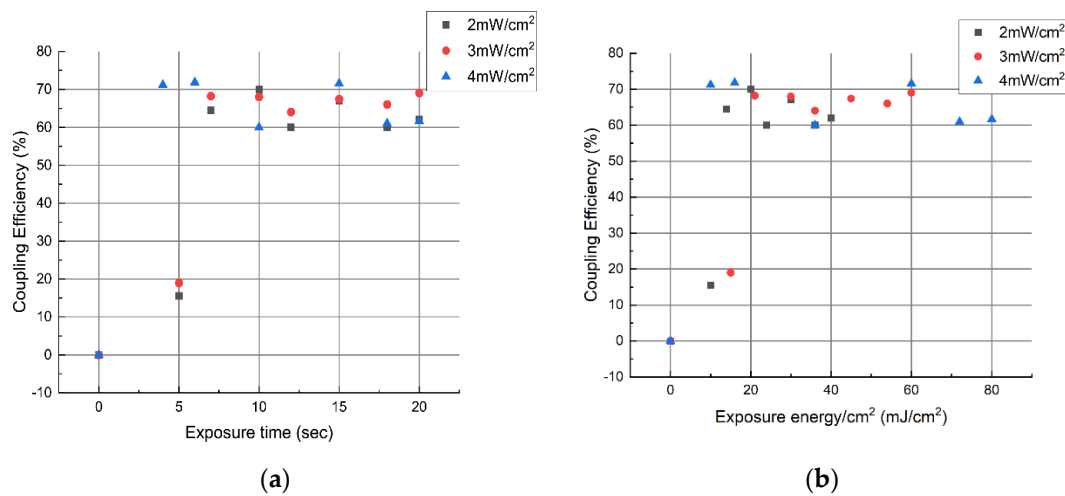 2mW/cm²
3mW/cm²
4mW/cm²
80
70
60
50
40
30
20
10
0
-10
Coupling Efficiency (%)
0 5 10 15 20
Exposure time (sec)
(a)
2mW/cm²
3mW/cm²
4mW/cm²
80
70
60
50
40
30
20
10
0
-10
Coupling Efficiency (%)
0 20 40 60 80
Exposure energy/cm² (mJ/cm²)
(b)